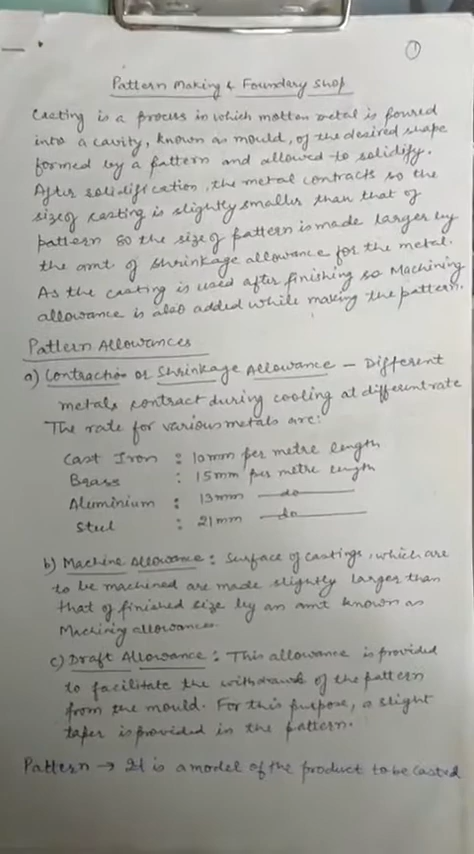 1
Pattern Making & Foundary Shop
Casting is a process in which motten metal is poured
into a cavity, known as mould, of the desired shape
formed by a pattern and allowed to solidify.
After solidification, the metal contracts so the
size of casting is slightly smaller than that of
pattern so the size of pattern is made larger by
the amt. of shrinkage allowance for the metal.
As the casting is used after finishing so Machining
allowance is also added while making the pattern.
Pattern Allowances
a) Contraction or Shrinkage Allowance - Different
metals contract during cooling at different rate
The rate for various metals are:
Cast Iron : 10mm per metre length
Brass : 15mm per metre length
Aluminium : 13mm —do—
Steel : 21mm —do—
b) Machine Allowance : Surface of castings, which are
to be machined are made slightly larger than
that of finished size by an amt known as
Machining allowances.
c) Draft Allowance : This allowance is provided
to facilitate the withdrawl of the pattern
from the mould. For this purpose, a slight
taper is provided in the pattern.
Pattern → It is a model of the product to be casted